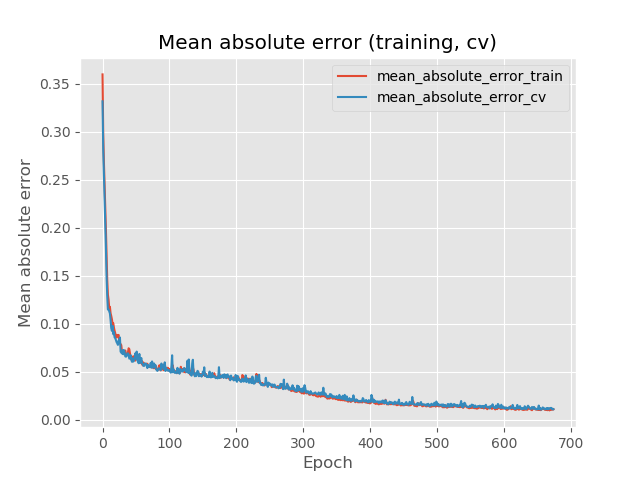 Mean absolute error (training, cv)
mean_absolute_error_train
mean_absolute_error_cv
0.35
0.30
0.25
0.20
0.15
0.10
0.05
0.00
Mean absolute error
0 100 200 300 400 500 600 700
Epoch